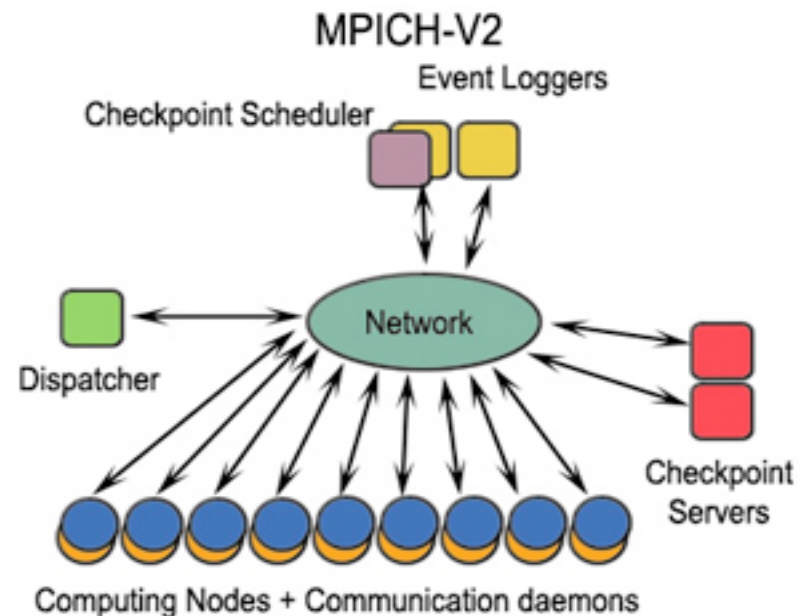 MPICH-V2
Event Loggers
Checkpoint Scheduler
Network
Dispatcher
Checkpoint
Servers
Computing Nodes + Communication daemons